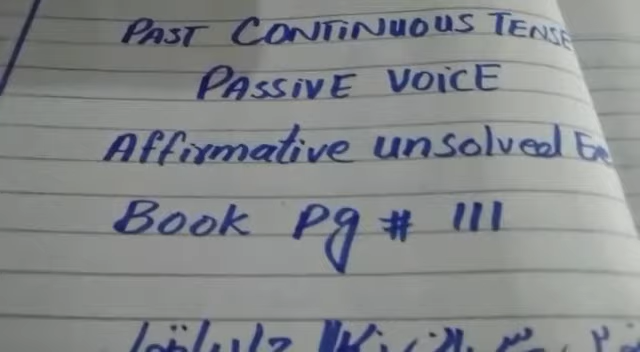 PAST CONTINUOUS TENSE
PASSIVE VOICE
Affirmative unsolved
Book Pg # 111